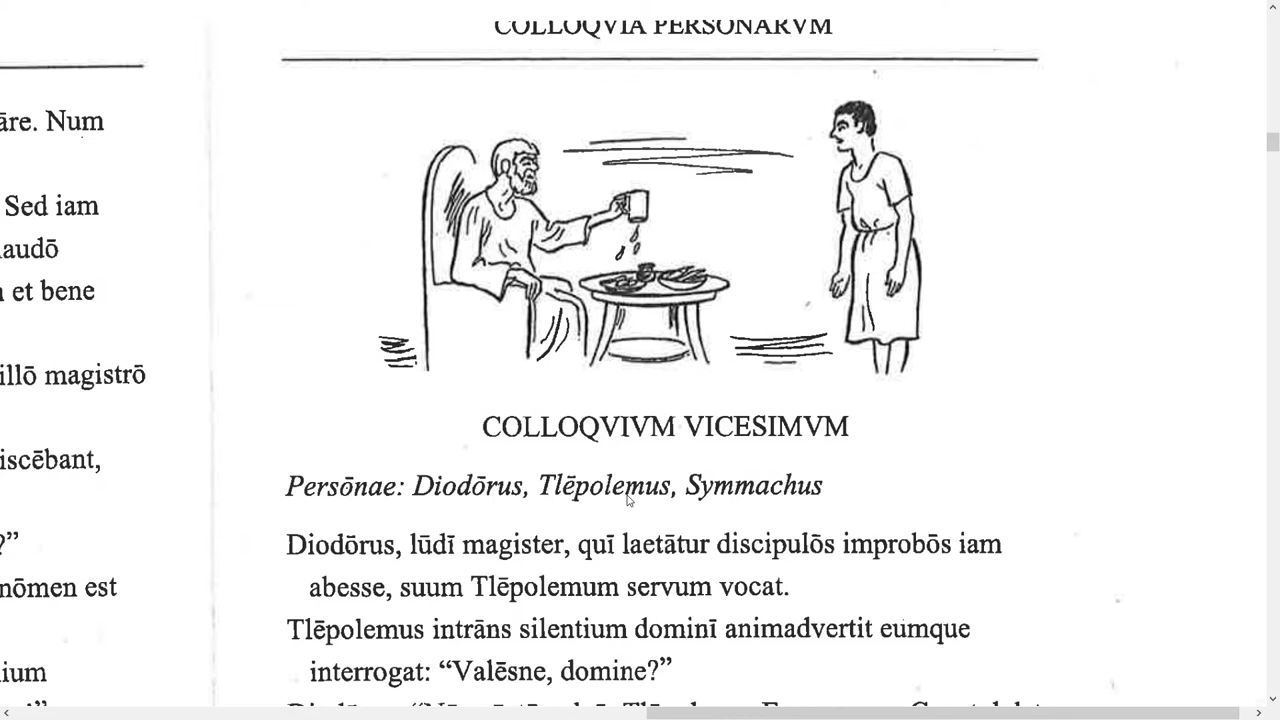 COLLOQVIA PERSONARVM
āre. Num
Sed iam
audō
et bene
illō magistrō
iscēbant,
?”
nōmen est
ium
COLLOQVIVM VICESIMVM
Persōnae: Diodōrus, Tlēpolemus, Symmachus
Diodōrus, lūdī magister, quī laetātur discipulōs improbōs iam
abesse, suum Tlēpolemum servum vocat.
Tlēpolemus intrāns silentium dominī animadvertit eumque
interrogat: “Valēsne, domine?”